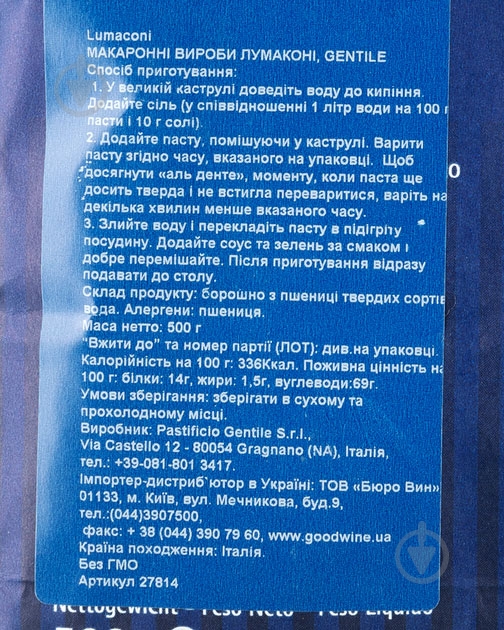 Lumaconi
МАКАРОННІ ВИРОБИ ЛУМАКОНІ, GENTILE
Спосіб приготування:
1. У великій каструлі доведіть воду до кипіння.
Додайте сіль (у співвідношенні 1 літр води на 100 г
пасти і 10 г солі).
2. Додайте пасту, помішуючи у каструлі. Варити
пасту згідно часу, вказаного на упаковці. Щоб
досягнути «аль денте», моменту, коли паста ще
досить тверда і не встигла переваритися, варіть на
декілька хвилин менше вказаного часу.
3. Злийте воду і перекладіть пасту в підігріту
посудину. Додайте соус та зелень за смаком і
добре перемішайте. Після приготування відразу
подавати до столу.
Склад продукту: борошно з пшениці твердих сортів
вода. Алергени: пшениця.
Маса нетто: 500 г
"Вжити до" та номер партії (ЛОТ): див.на упаковці.
Калорійність на 100 г: 336Ккал. Поживна цінність на
100 г: білки: 14г, жири: 1,5г, вуглеводи:69г.
Умови зберігання: зберігати в сухому та
прохолодному місці.
Виробник: Pastificio Gentile S.r.l.,
Via Castello 12 - 80054 Gragnano (NA), Італія,
тел.: +39-081-801 3417.
Імпортер-дистриб`ютор в Україні: ТОВ «Бюро Вин»
01133, м. Київ, вул. Мечникова, буд.9,
тел.:(044)3907500,
факс: + 38 (044) 390 79 60, www.goodwine.ua
Країна походження: Італія.
Без ГМО
Артикул 27814
Nettogewicht - Peso Neto - Peso Líquido